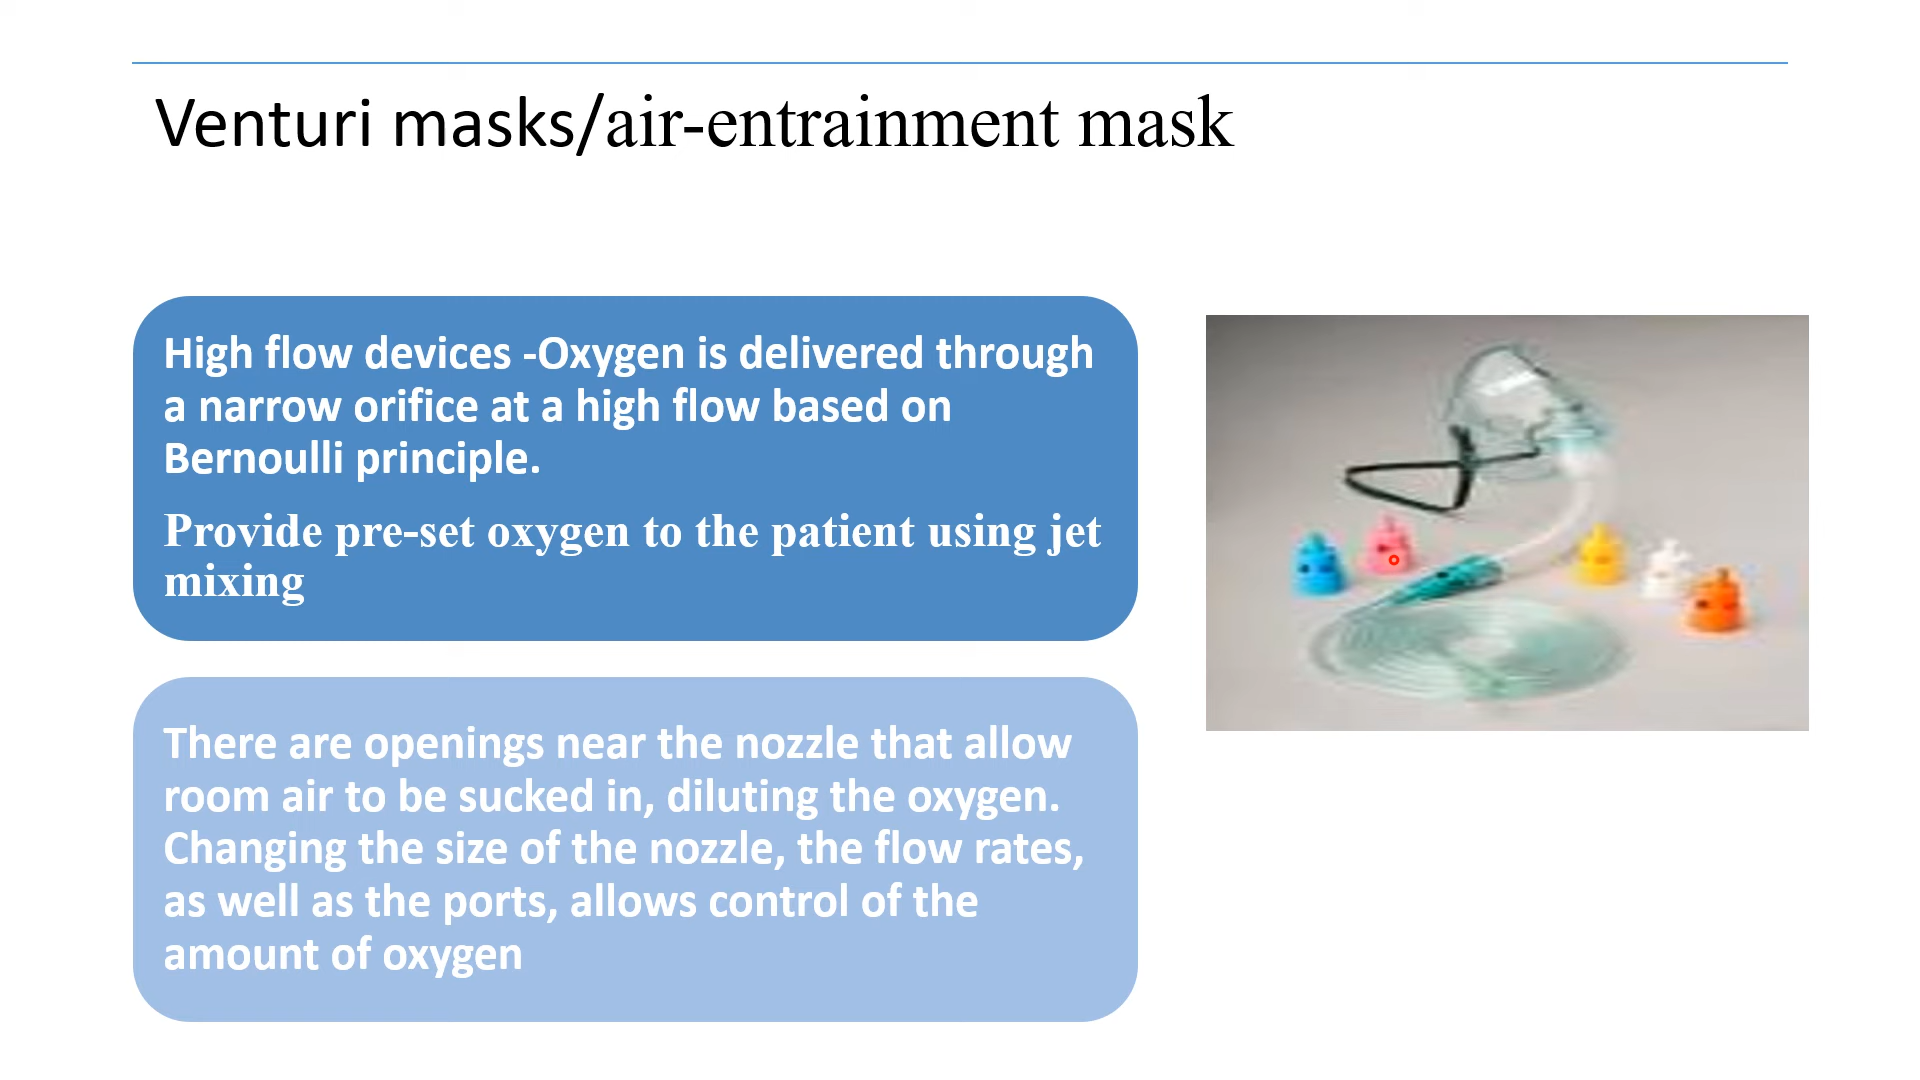 Venturi masks/air-entrainment mask
High flow devices -Oxygen is delivered through
a narrow orifice at a high flow based on
Bernoulli principle.
Provide pre-set oxygen to the patient using jet
mixing
There are openings near the nozzle that allow
room air to be sucked in, diluting the oxygen.
Changing the size of the nozzle, the flow rates,
as well as the ports, allows control of the
amount of oxygen